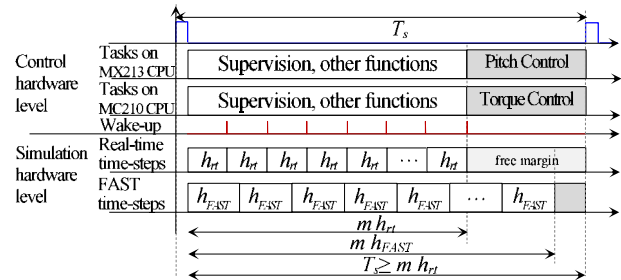 T_s
Control hardware level
Tasks on MX213 CPU
Supervision, other functions
Pitch Control
Tasks on MC210 CPU
Supervision, other functions
Torque Control
Wake-up
Simulation hardware level
Real-time time-steps
h_rt h_rt h_rt h_rt h_rt ... h_rt
free margin
FAST time-steps
h_FAST h_FAST h_FAST h_FAST h_FAST ... h_FAST
m h_rt
m h_FAST
T_s ≥ m h_rt